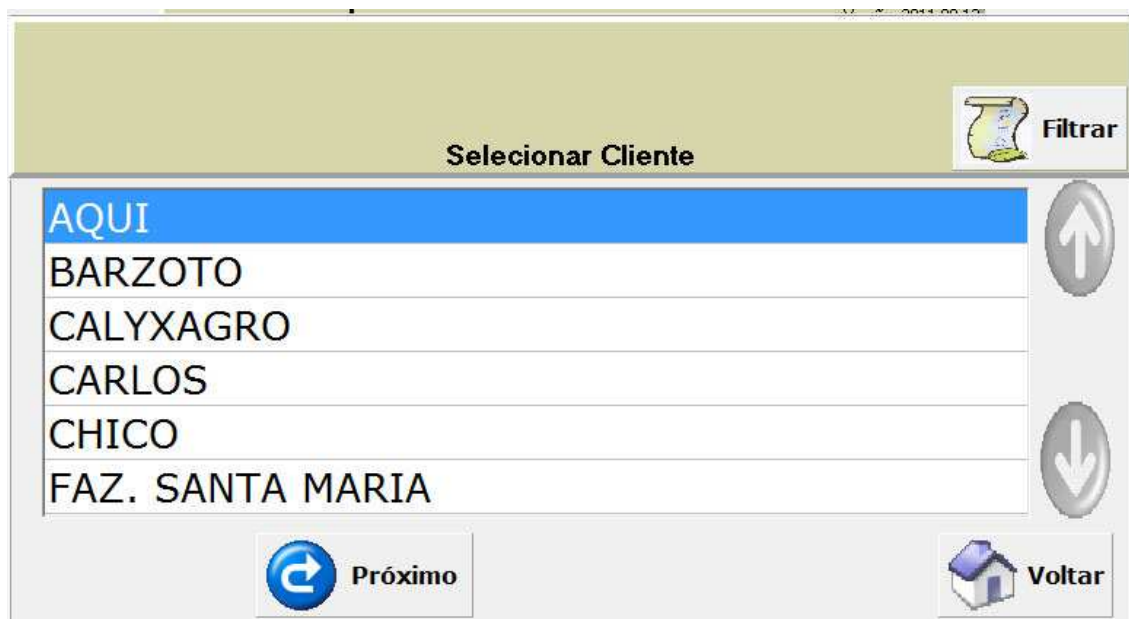 Filtrar
Selecionar Cliente
AQUI
BARZOTO
CALYXAGRO
CARLOS
CHICO
FAZ. SANTA MARIA
Próximo
Voltar